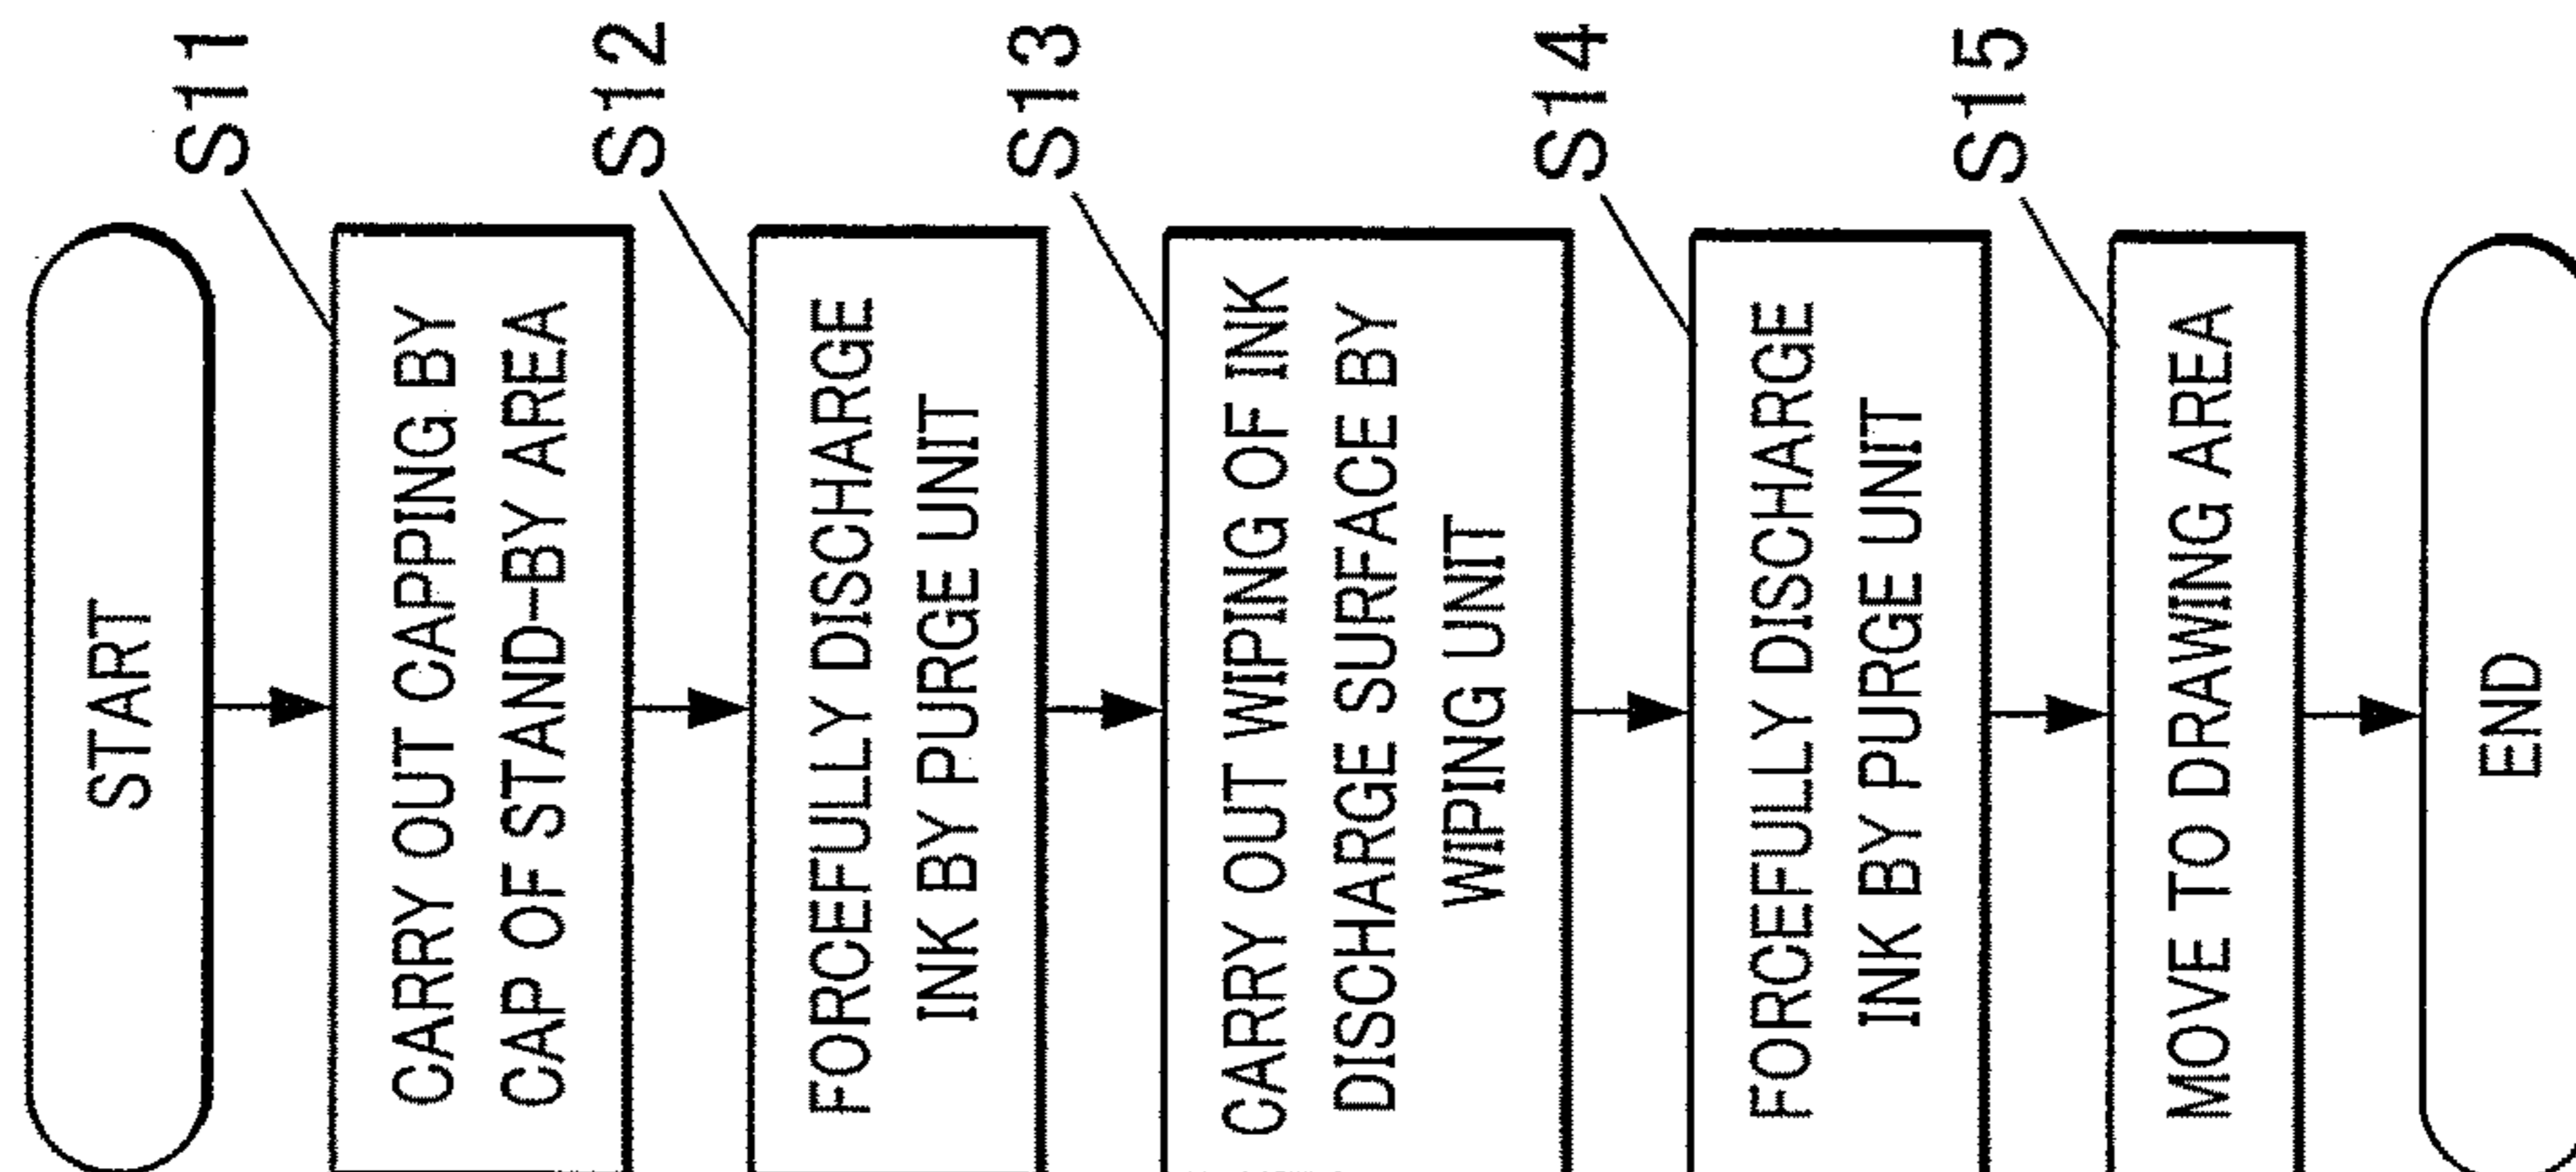 START
S11
CARRY OUT CAPPING BY
CAP OF STAND-BY AREA
S12
FORCEFULLY DISCHARGE
INK BY PURGE UNIT
S13
CARRY OUT WIPING OF INK
DISCHARGE SURFACE BY
WIPING UNIT
S14
FORCEFULLY DISCHARGE
INK BY PURGE UNIT
S15
MOVE TO DRAWING AREA
END